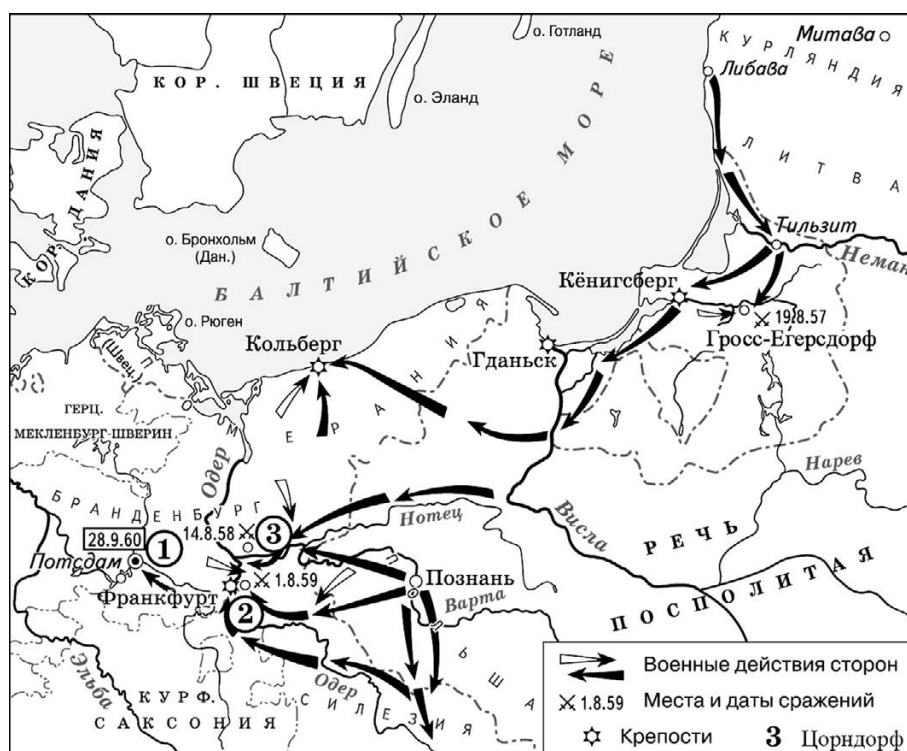 о. Готланд
Митава
КУРЛЯНДИЯ
Либава
КОР. ШВЕЦИЯ
о. Эланд
КОР. ДАНИЯ
ЛИТВА
БАЛТИЙСКОЕ МОРЕ
о. Бронхольм
(Дан.)
Тильзит
Неман
Кёнигсберг
19.8.57
Гросс-Егерсдорф
о. Рюген
Кольберг
Гданьск
(Швец.)
ПОМЕРАНИЯ
ГЕРЦ.
МЕКЛЕНБУРГ-ШВЕРИН
Одер
Нарев
БРАНДЕНБУРГ
Нотец
Висла
РЕЧЬ
ПОСПОЛИТАЯ
28.9.60
1
14.8.58
3
Потсдам
Франкфурт
1.8.59
2
Познань
Варта
ПОЛЬША
Эльба
КУРФ.
САКСОНИЯ
Одер
СИЛЕЗИЯ
Военные действия сторон
1.8.59 Места и даты сражений
Крепости 3 Цорндорф